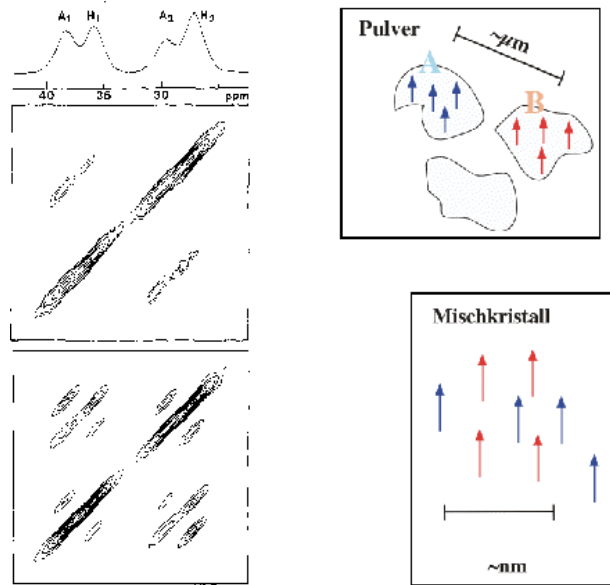 A₁ H₁ A₂ H₂
40 35 30 ppm
Pulver
~µm
A
B
Mischkristall
~nm